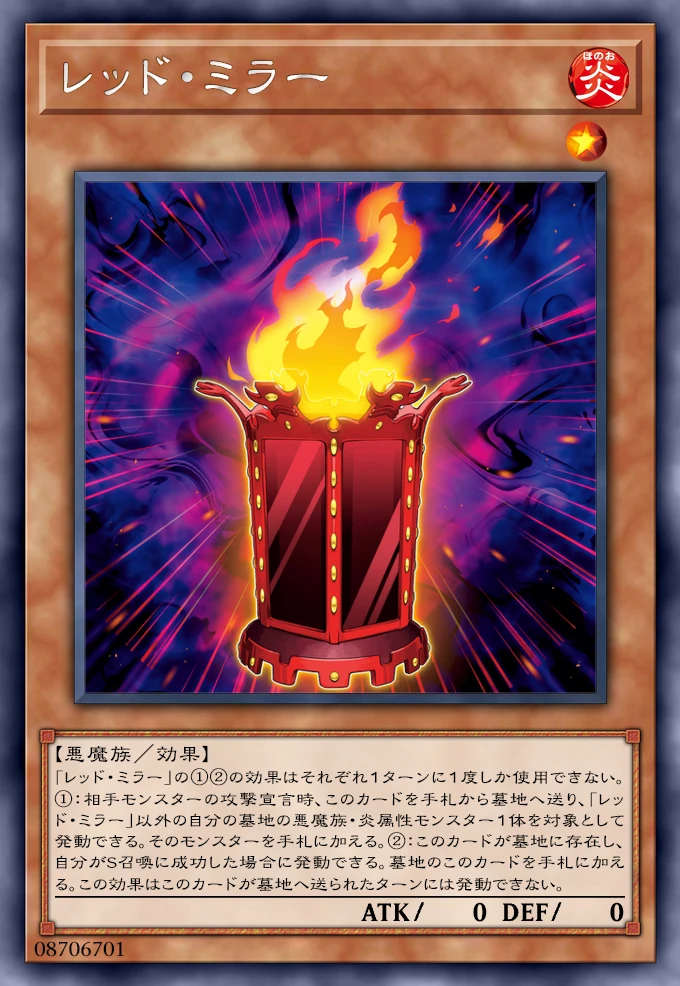 レッド・ミラー
ほのお
炎
【悪魔族／効果】
「レッド・ミラー」の①②の効果はそれぞれ1ターンに1度しか使用できない。
①：相手モンスターの攻撃宣言時、このカードを手札から墓地へ送り、「レッ
ド・ミラー」以外の自分の墓地の悪魔族・炎属性モンスター1体を対象として
発動できる。そのモンスターを手札に加える。②：このカードが墓地に存在し、
自分がS召喚に成功した場合に発動できる。墓地のこのカードを手札に加え
る。この効果はこのカードが墓地へ送られたターンには発動できない。
ATK/ 0 DEF/ 0
08706701